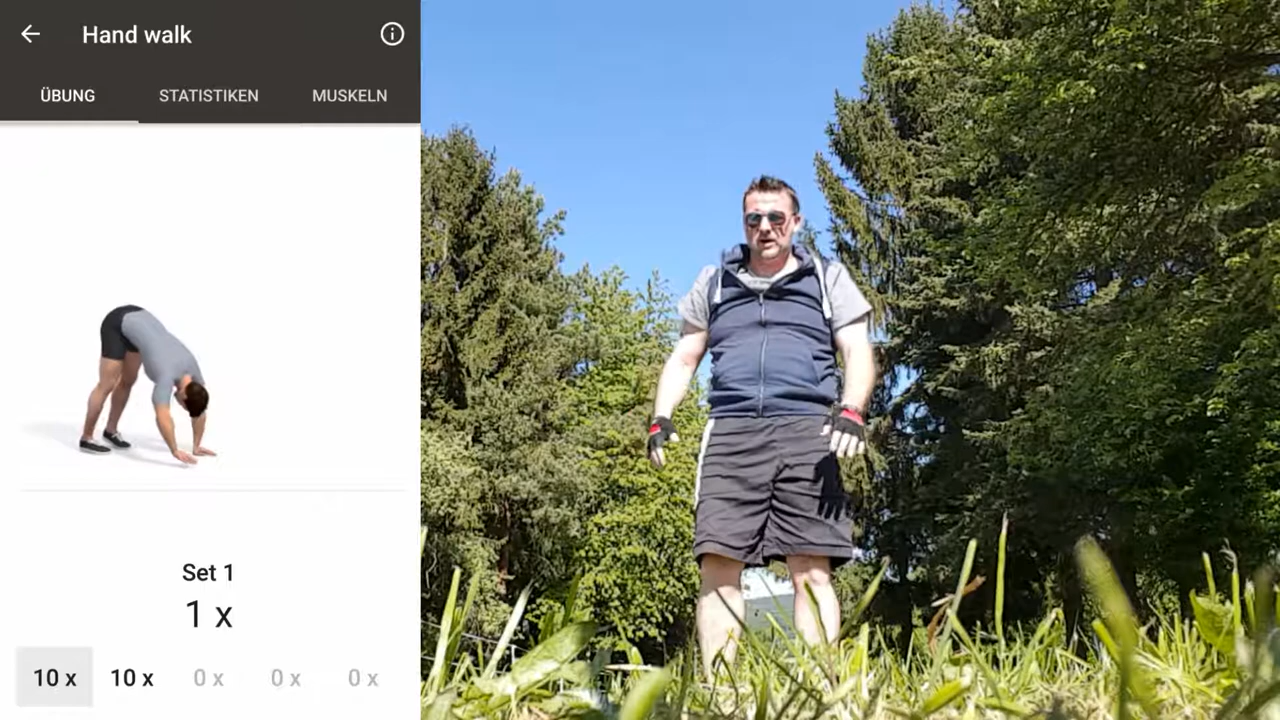 Hand walk
ÜBUNG STATISTIKEN MUSKELN
Set 1
1 x
10 x 10 x 0 x 0 x 0 x